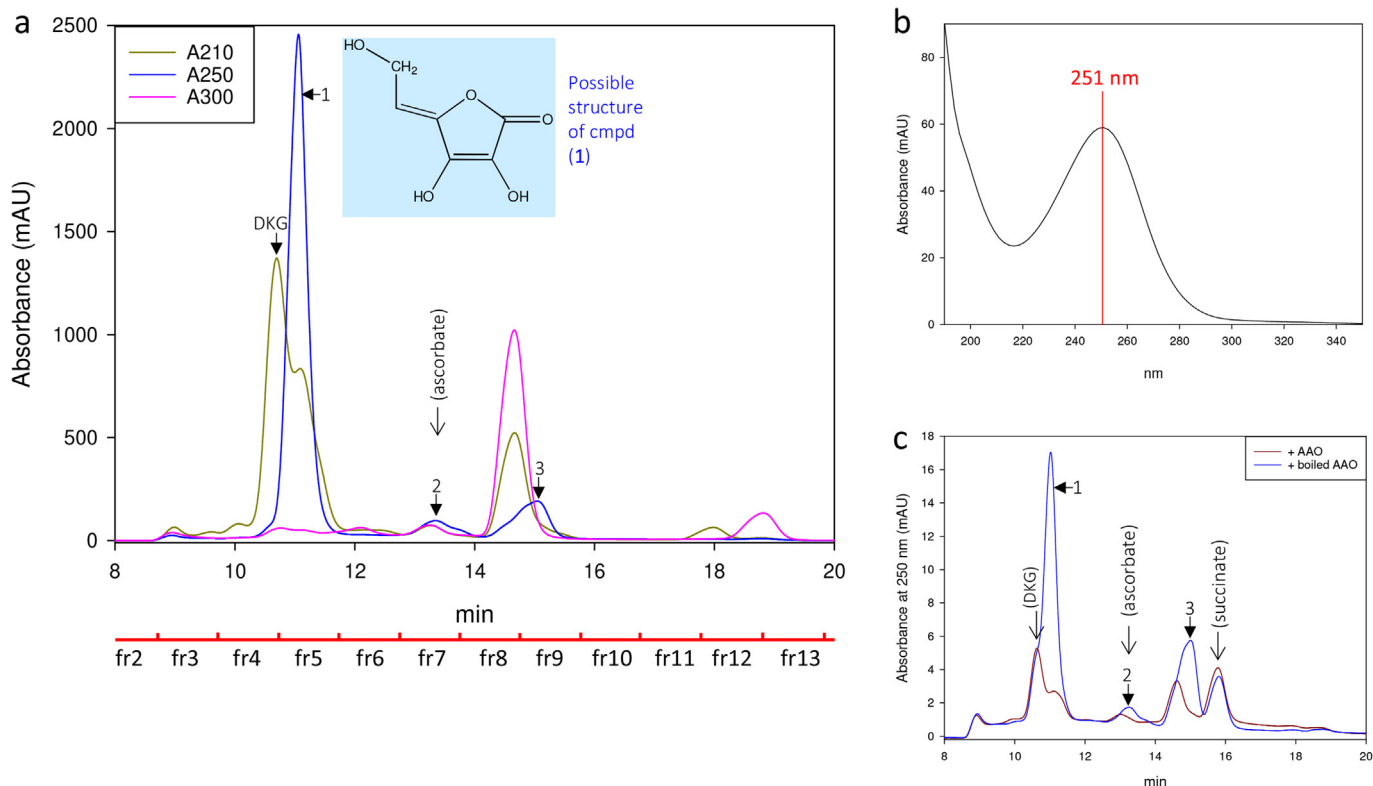 a
A210
A250
A300
Absorbance (mAU)
2500
2000
1500
1000
500
0
DKG
1
HO
CH2
O
O
HO
OH
Possible
structure
of cmpd
(1)
(ascorbate)
2
3
8
10
12
14
16
18
20
min
fr2
fr3
fr4
fr5
fr6
fr7
fr8
fr9
fr10
fr11
fr12
fr13
b
251 nm
Absorbance (mAU)
80
60
40
20
0
200
220
240
260
280
300
320
340
nm
c
+ AAO
+ boiled AAO
Absorbance at 250 nm (mAU)
18
16
14
12
10
8
6
4
2
0
1
(DKG)
(ascorbate)
2
3
(succinate)
8
10
12
14
16
18
20
min